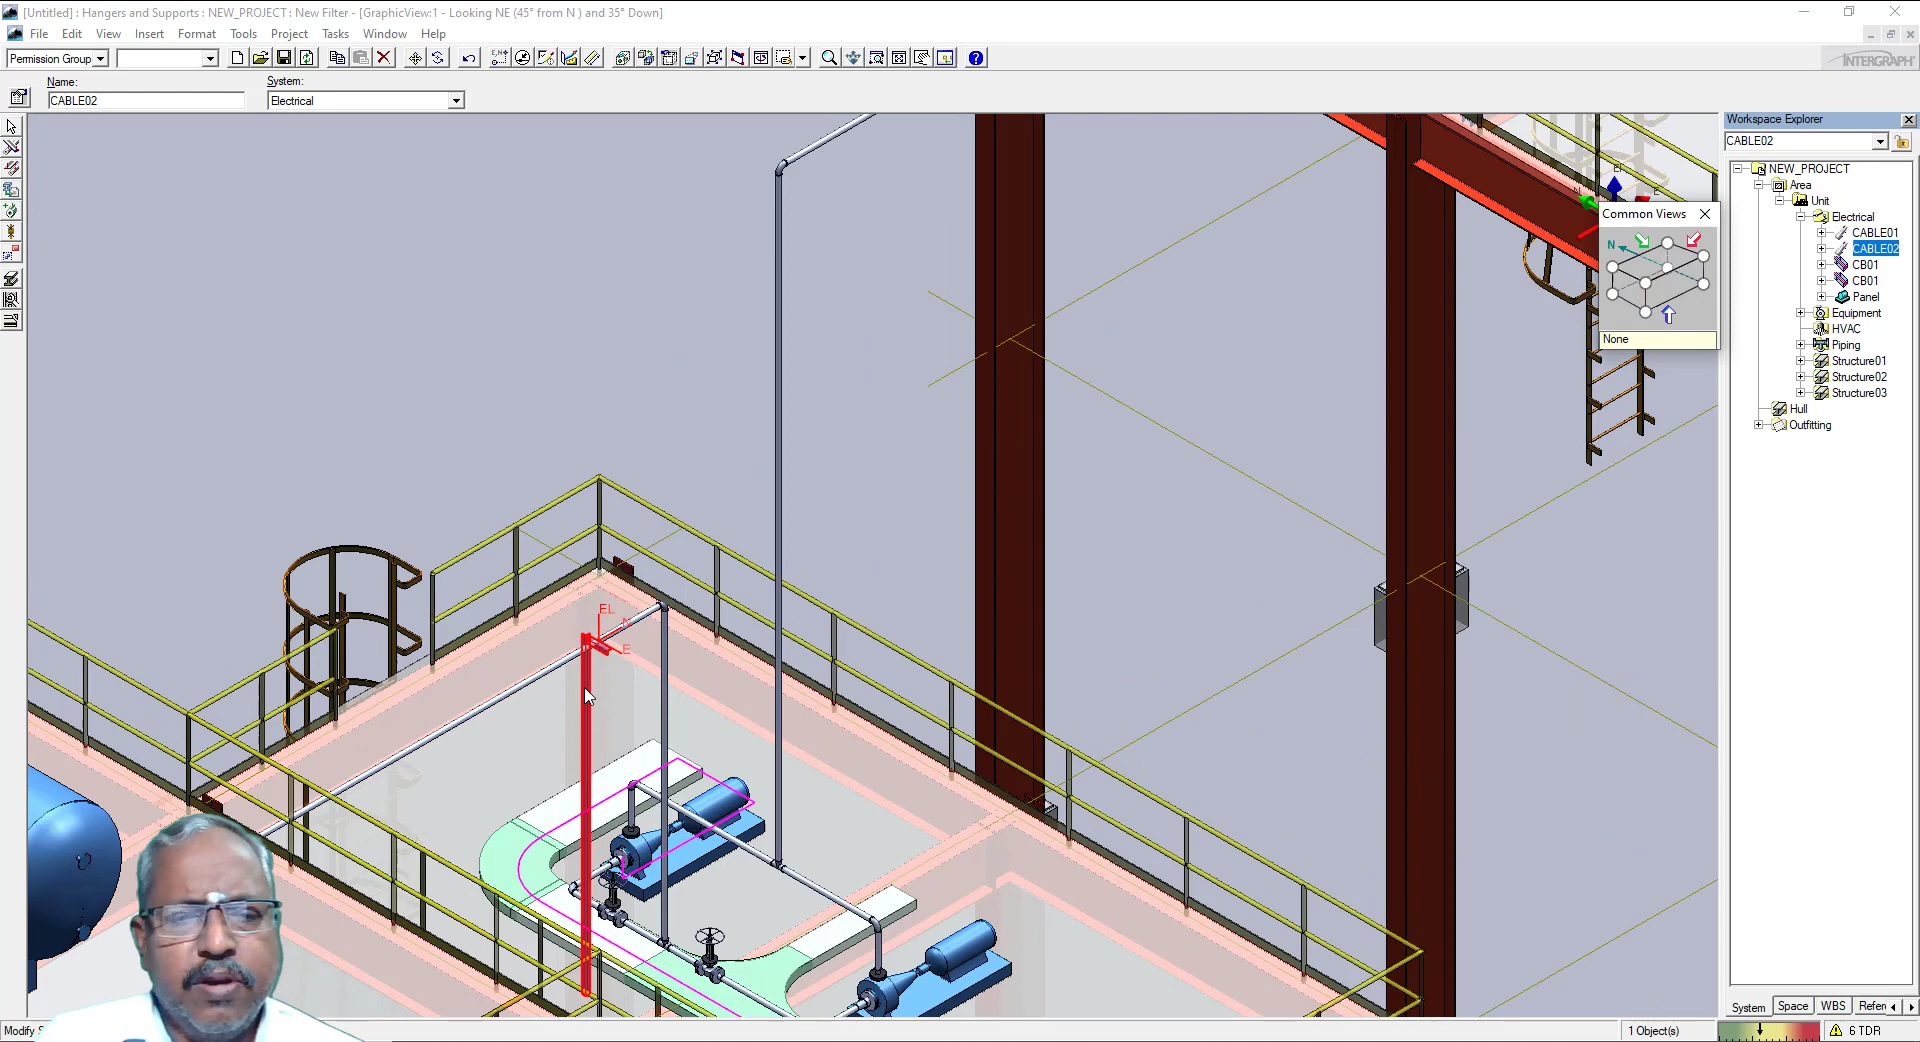 [Untitled] : Hangers and Supports : NEW_PROJECT : New Filter - [GraphicView:1 - Looking NE (45° from N ) and 35° Down]
File Edit View Insert Format Tools Project Tasks Window Help
Permission Group
INTERGRAPH
Name:
CABLE02
System:
Electrical
Workspace Explorer
CABLE02
NEW_PROJECT
Area
Unit
Electrical
CABLE01
CABLE02
CB01
CB01
Panel
Equipment
HVAC
Piping
Structure01
Structure02
Structure03
Hull
Outfitting
Common Views
N
None
EL
N
E
EL
N
E
System Space WBS Refer
Modify S
1 Object(s)
6 TDR